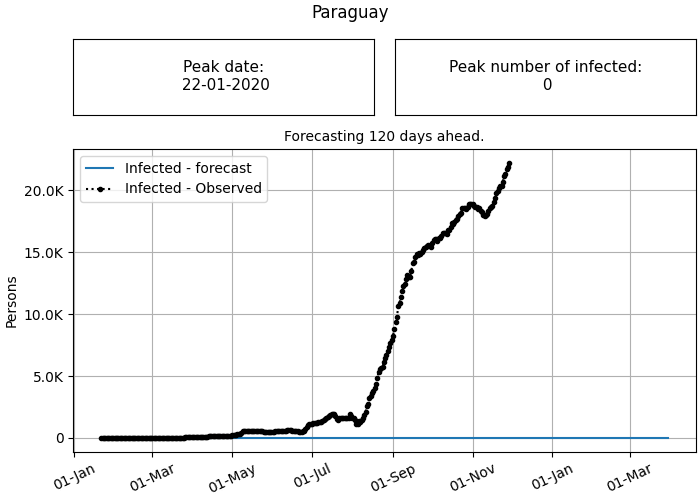 Paraguay
Peak date:
22-01-2020
Peak number of infected:
0
Forecasting 120 days ahead.
Infected - forecast
Infected - Observed
20.0K
15.0K
10.0K
5.0K
0
Persons
01-Jan
01-Mar
01-May
01-Jul
01-Sep
01-Nov
01-Jan
01-Mar